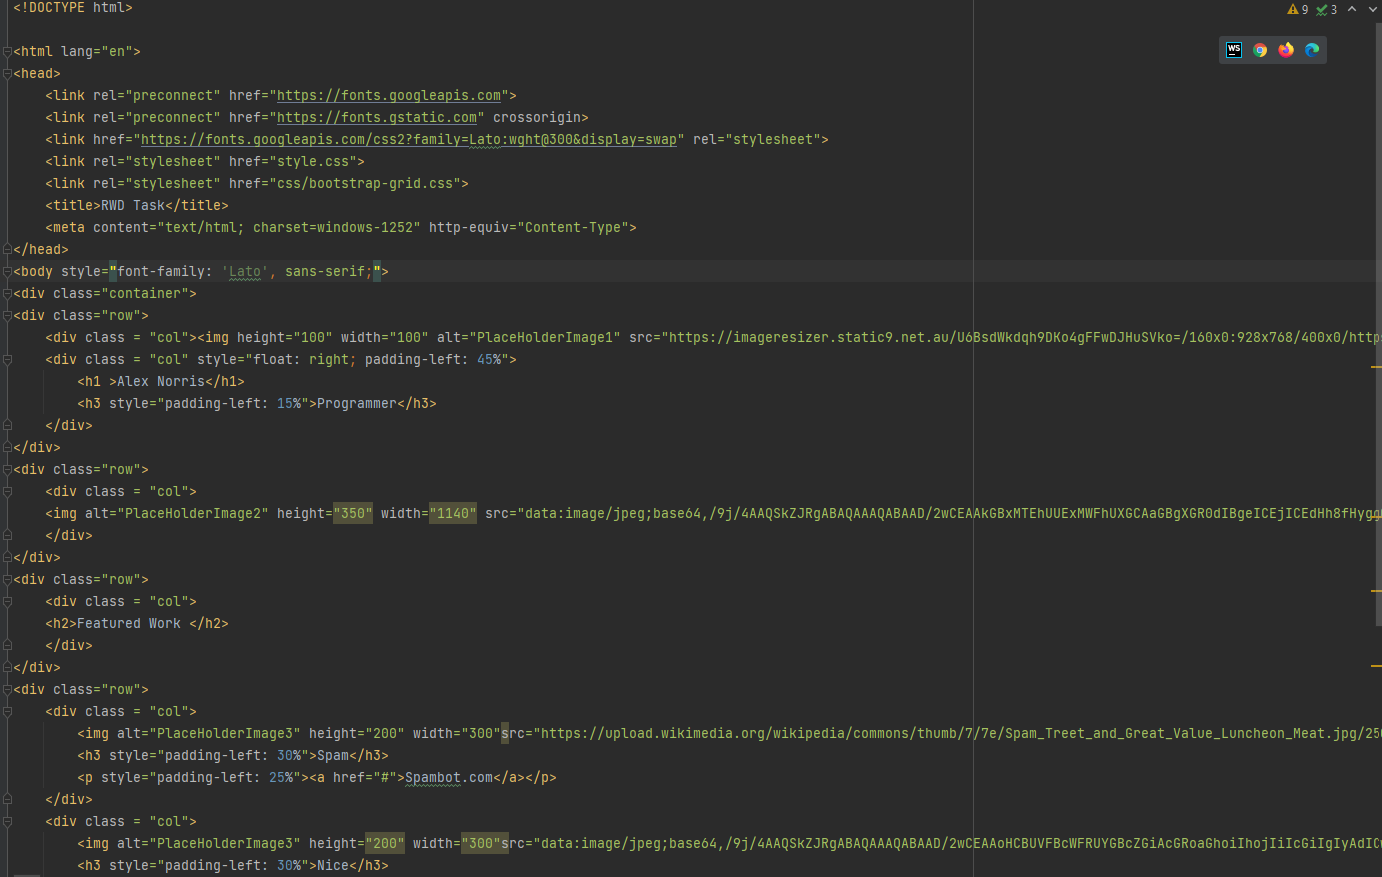 <!DOCTYPE html>
9 3
<html lang="en">
WS
<head>
<link rel="preconnect" href="https://fonts.googleapis.com">
<link rel="preconnect" href="https://fonts.gstatic.com" crossorigin>
<link href="https://fonts.googleapis.com/css2?family=Lato:wght@300&display=swap" rel="stylesheet">
<link rel="stylesheet" href="style.css">
<link rel="stylesheet" href="css/bootstrap-grid.css">
<title>RWD Task</title>
<meta content="text/html; charset=windows-1252" http-equiv="Content-Type">
</head>
<body style="font-family: 'Lato', sans-serif;">
<div class="container">
<div class="row">
<div class = "col"><img height="100" width="100" alt="PlaceHolderImage1" src="https://imageresizer.static9.net.au/U6BsdWkdqh9DKo4gFFwDJHuSVko=/160x0:928x768/400x0/http
<div class = "col" style="float: right; padding-left: 45%">
<h1 >Alex Norris</h1>
<h3 style="padding-left: 15%">Programmer</h3>
</div>
</div>
<div class="row">
<div class = "col">
<img alt="PlaceHolderImage2" height="350" width="1140" src="data:image/jpeg;base64,/9j/4AAQSkZJRgABAQAAAQABAAD/2wCEAAkGBxMTEhUUExMWFhUXGCAaGBgXGR0dIBgeICEjICEdHh8fHygg
</div>
</div>
<div class="row">
<div class = "col">
<h2>Featured Work </h2>
</div>
</div>
<div class="row">
<div class = "col">
<img alt="PlaceHolderImage3" height="200" width="300"src="https://upload.wikimedia.org/wikipedia/commons/thumb/7/7e/Spam_Treet_and_Great_Value_Luncheon_Meat.jpg/250
<h3 style="padding-left: 30%">Spam</h3>
<p style="padding-left: 25%"><a href="#">Spambot.com</a></p>
</div>
<div class = "col">
<img alt="PlaceHolderImage3" height="200" width="300"src="data:image/jpeg;base64,/9j/4AAQSkZJRgABAQAAAQABAAD/2wCEAAoHCBUVFBcWFRUYGBcZGiAcGRoaGhoiIhojIiIcGiIgIyAdIC
<h3 style="padding-left: 30%">Nice</h3>